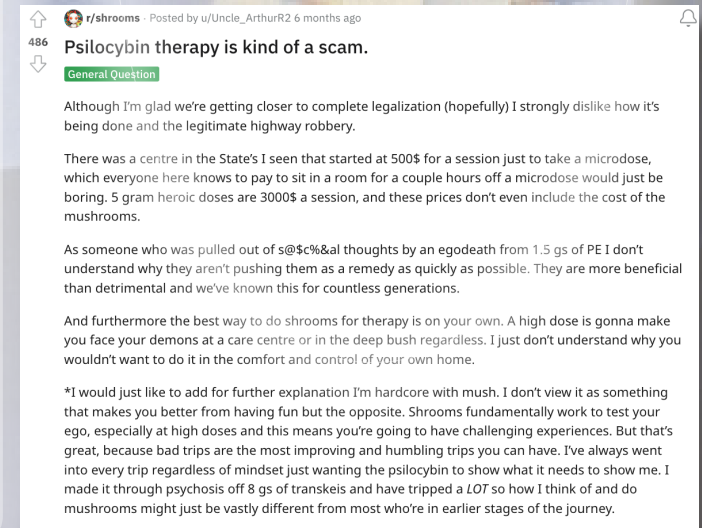 r/shrooms · Posted by u/Uncle_ArthurR2 6 months ago
486
Psilocybin therapy is kind of a scam.
General Question
Although I'm glad we're getting closer to complete legalization (hopefully) I strongly dislike how it's
being done and the legitimate highway robbery.
There was a centre in the State's I seen that started at 500$ for a session just to take a microdose,
which everyone here knows to pay to sit in a room for a couple hours off a microdose would just be
boring. 5 gram heroic doses are 3000$ a session, and these prices don't even include the cost of the
mushrooms.
As someone who was pulled out of s@$c%&al thoughts by an egodeath from 1.5 gs of PE I don't
understand why they aren't pushing them as a remedy as quickly as possible. They are more beneficial
than detrimental and we've known this for countless generations.
And furthermore the best way to do shrooms for therapy is on your own. A high dose is gonna make
you face your demons at a care centre or in the deep bush regardless. I just don't understand why you
wouldn't want to do it in the comfort and control of your own home.
*I would just like to add for further explanation I'm hardcore with mush. I don't view it as something
that makes you better from having fun but the opposite. Shrooms fundamentally work to test your
ego, especially at high doses and this means you're going to have challenging experiences. But that's
great, because bad trips are the most improving and humbling trips you can have. I've always went
into every trip regardless of mindset just wanting the psilocybin to show what it needs to show me. I
made it through psychosis off 8 gs of transkeis and have tripped a LOT so how I think of and do
mushrooms might just be vastly different from most who're in earlier stages of the journey.